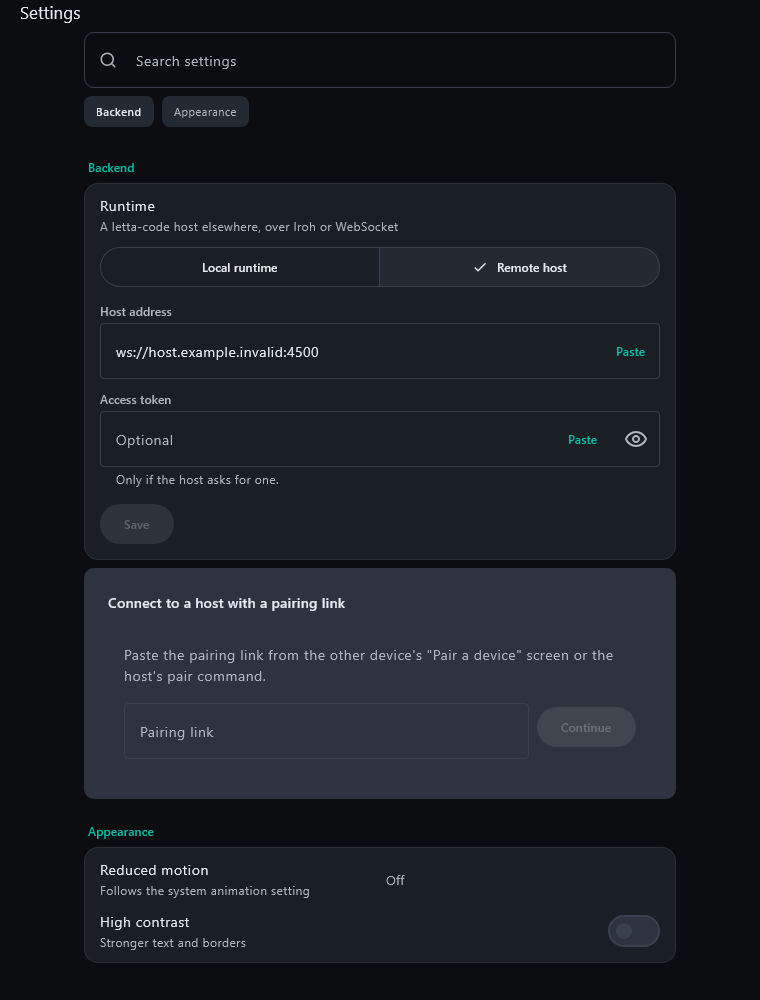 Settings
Search settings
Backend
Appearance
Backend
Runtime
A letta-code host elsewhere, over Iroh or WebSocket
Local runtime
Remote host
Host address
ws://host.example.invalid:4500
Paste
Access token
Optional
Paste
Only if the host asks for one.
Save
Connect to a host with a pairing link
Paste the pairing link from the other device's "Pair a device" screen or the
host's pair command.
Pairing link
Continue
Appearance
Reduced motion
Follows the system animation setting
Off
High contrast
Stronger text and borders